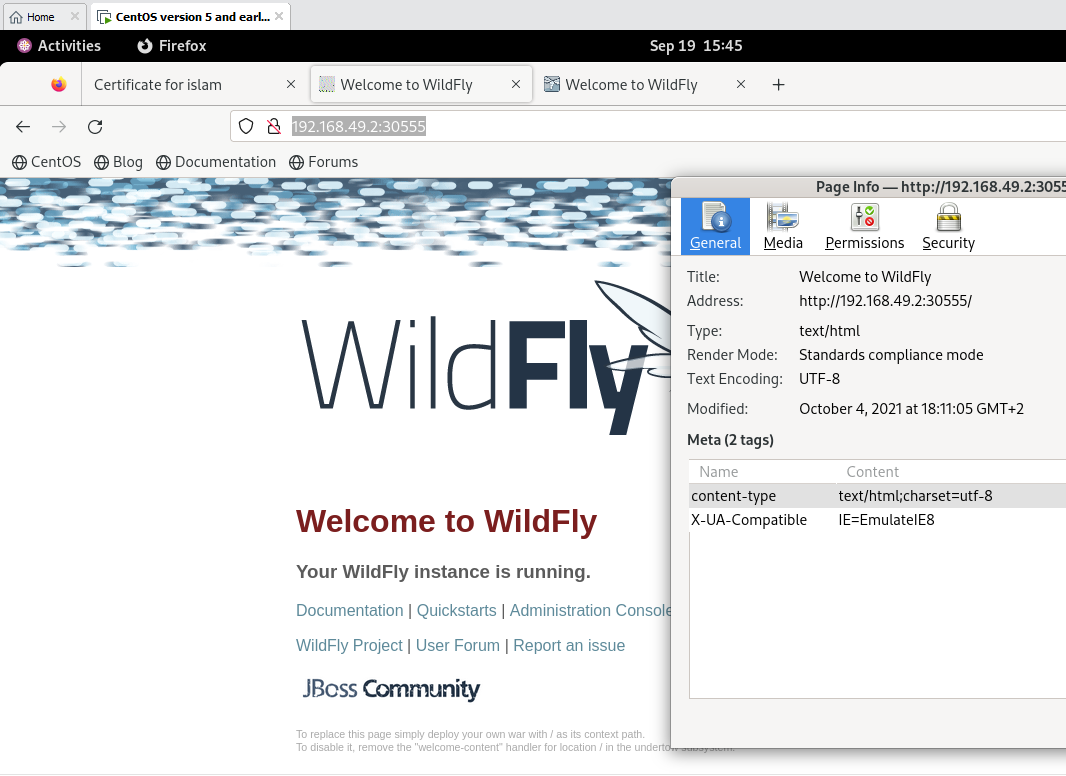 Home
CentOS version 5 and earl...
Activities Firefox Sep 19 15:45
Certificate for islam Welcome to WildFly Welcome to WildFly
192.168.49.2:30555
CentOS Blog Documentation Forums
Page Info — http://192.168.49.2:3055
General Media Permissions Security
Title: Welcome to WildFly
Address: http://192.168.49.2:30555/
Type: text/html
Render Mode: Standards compliance mode
Text Encoding: UTF-8
Modified: October 4, 2021 at 18:11:05 GMT+2
Meta (2 tags)
Name Content
content-type text/html;charset=utf-8
X-UA-Compatible IE=EmulateIE8
WildFly
Welcome to WildFly
Your WildFly instance is running.
Documentation | Quickstarts | Administration Console
WildFly Project | User Forum | Report an issue
JBoss Community
To replace this page simply deploy your own war with / as its context path.
To disable it, remove the "welcome-content" handler for location / in the undertow subsystem.